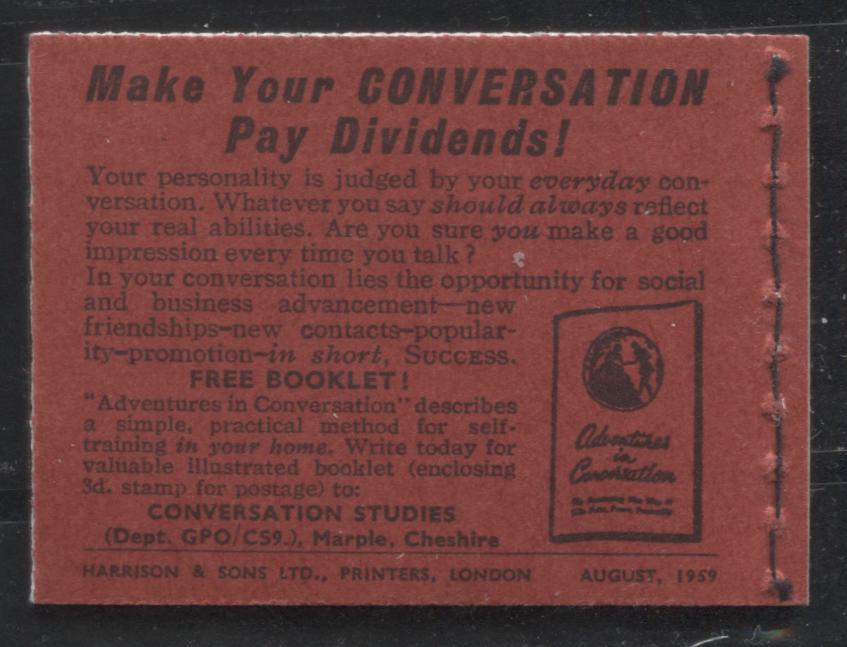 Make Your CONVERSATION
Pay Dividends!
Your personality is judged by your everyday con-
versation. Whatever you say should always reflect
your real abilities. Are you sure you make a good
impression every time you talk?
In your conversation lies the opportunity for social
and business advancement—new
friendships—new contacts—popular-
ity—promotion—in short, SUCCESS.
FREE BOOKLET!
"Adventures in Conversation" describes
a simple, practical method for self-
training in your home. Write today for
valuable illustrated booklet (enclosing
3d. stamp for postage) to:
CONVERSATION STUDIES
(Dept. GPO/CS9.), Marple, Cheshire
Adventures
in
Conversation
HARRISON & SONS LTD., PRINTERS, LONDON AUGUST, 1959